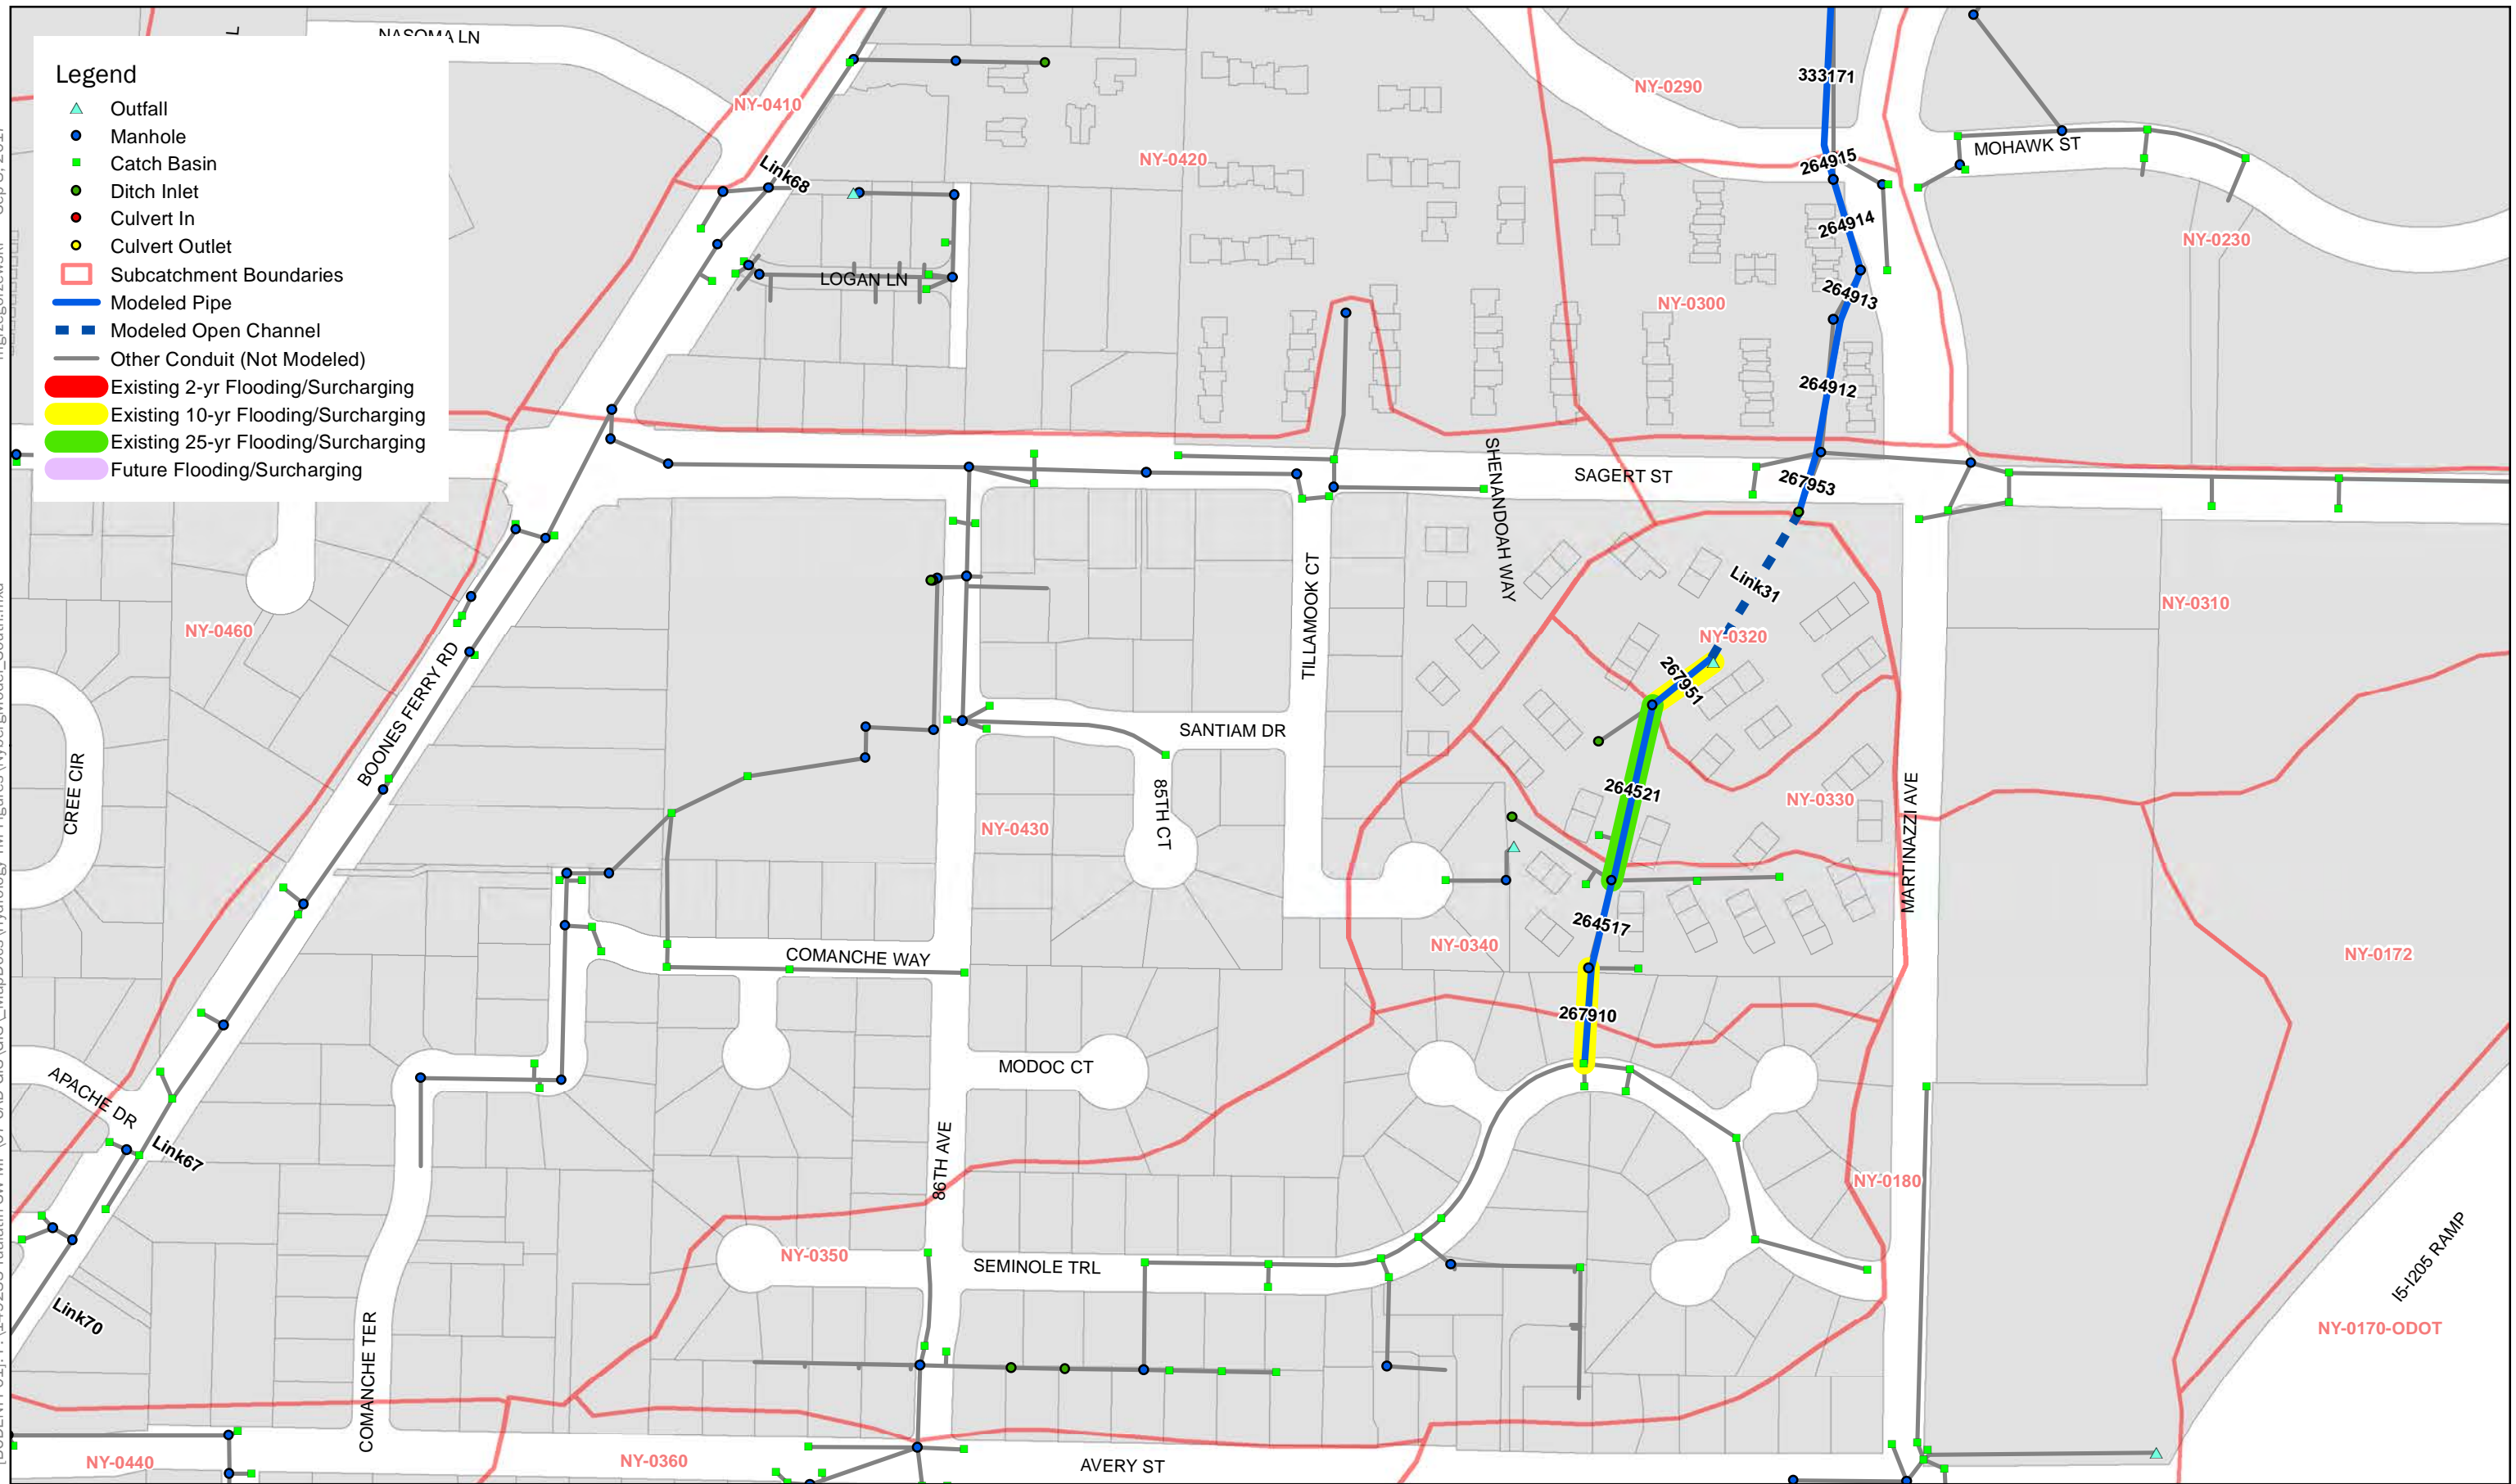 Legend
Outfall
Manhole
Catch Basin
Ditch Inlet
Culvert In
Culvert Outlet
Subcatchment Boundaries
Modeled Pipe
Modeled Open Channel
Other Conduit (Not Modeled)
Existing 2-yr Flooding/Surcharging
Existing 10-yr Flooding/Surcharging
Existing 25-yr Flooding/Surcharging
Future Flooding/Surcharging
NASOMA LN
NY-0410
NY-0290
333171
MOHAWK ST
NY-0420
264915
Link68
264914
NY-0230
LOGAN LN
264913
NY-0300
264912
SHENANDOAH WAY
SAGERT ST
267953
TILLAMOOK CT
Link31
NY-0310
NY-0460
NY-0320
267951
BOONES FERRY RD
SANTIAM DR
CREE CIR
264521
NY-0330
85TH CT
NY-0430
MARTINAZZI AVE
264517
NY-0340
COMANCHE WAY
NY-0172
267910
MODOC CT
APACHE DR
Link67
86TH AVE
NY-0180
NY-0350
SEMINOLE TRL
I5-I205 RAMP
Link70
NY-0170-ODOT
COMANCHE TER
NY-0440
NY-0360
AVERY ST